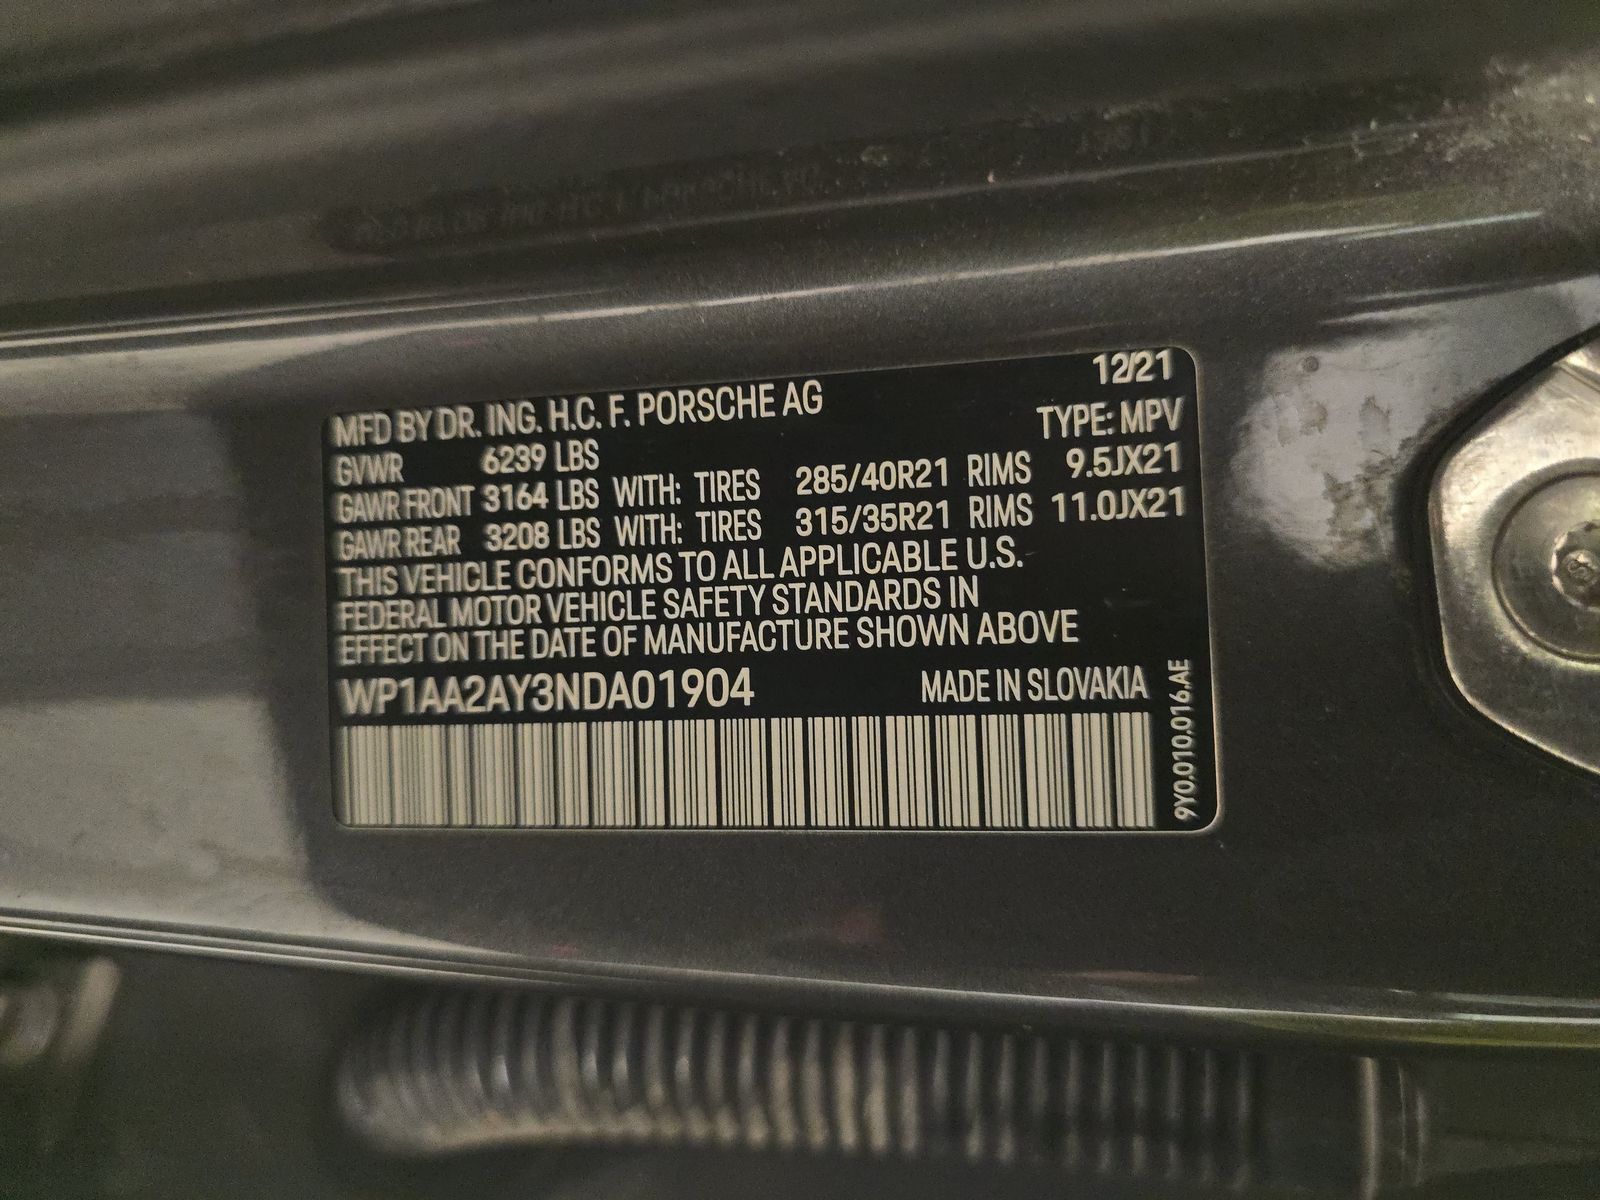 MFD BY DR. ING. H.C. F. PORSCHE AG 12/21
TYPE: MPV
GVWR 6239 LBS
GAWR FRONT 3164 LBS WITH: TIRES 285/40R21 RIMS 9.5JX21
GAWR REAR 3208 LBS WITH: TIRES 315/35R21 RIMS 11.0JX21
THIS VEHICLE CONFORMS TO ALL APPLICABLE U.S.
FEDERAL MOTOR VEHICLE SAFETY STANDARDS IN
EFFECT ON THE DATE OF MANUFACTURE SHOWN ABOVE
WP1AA2AY3NDA01904 MADE IN SLOVAKIA
9Y0.010.016.AE